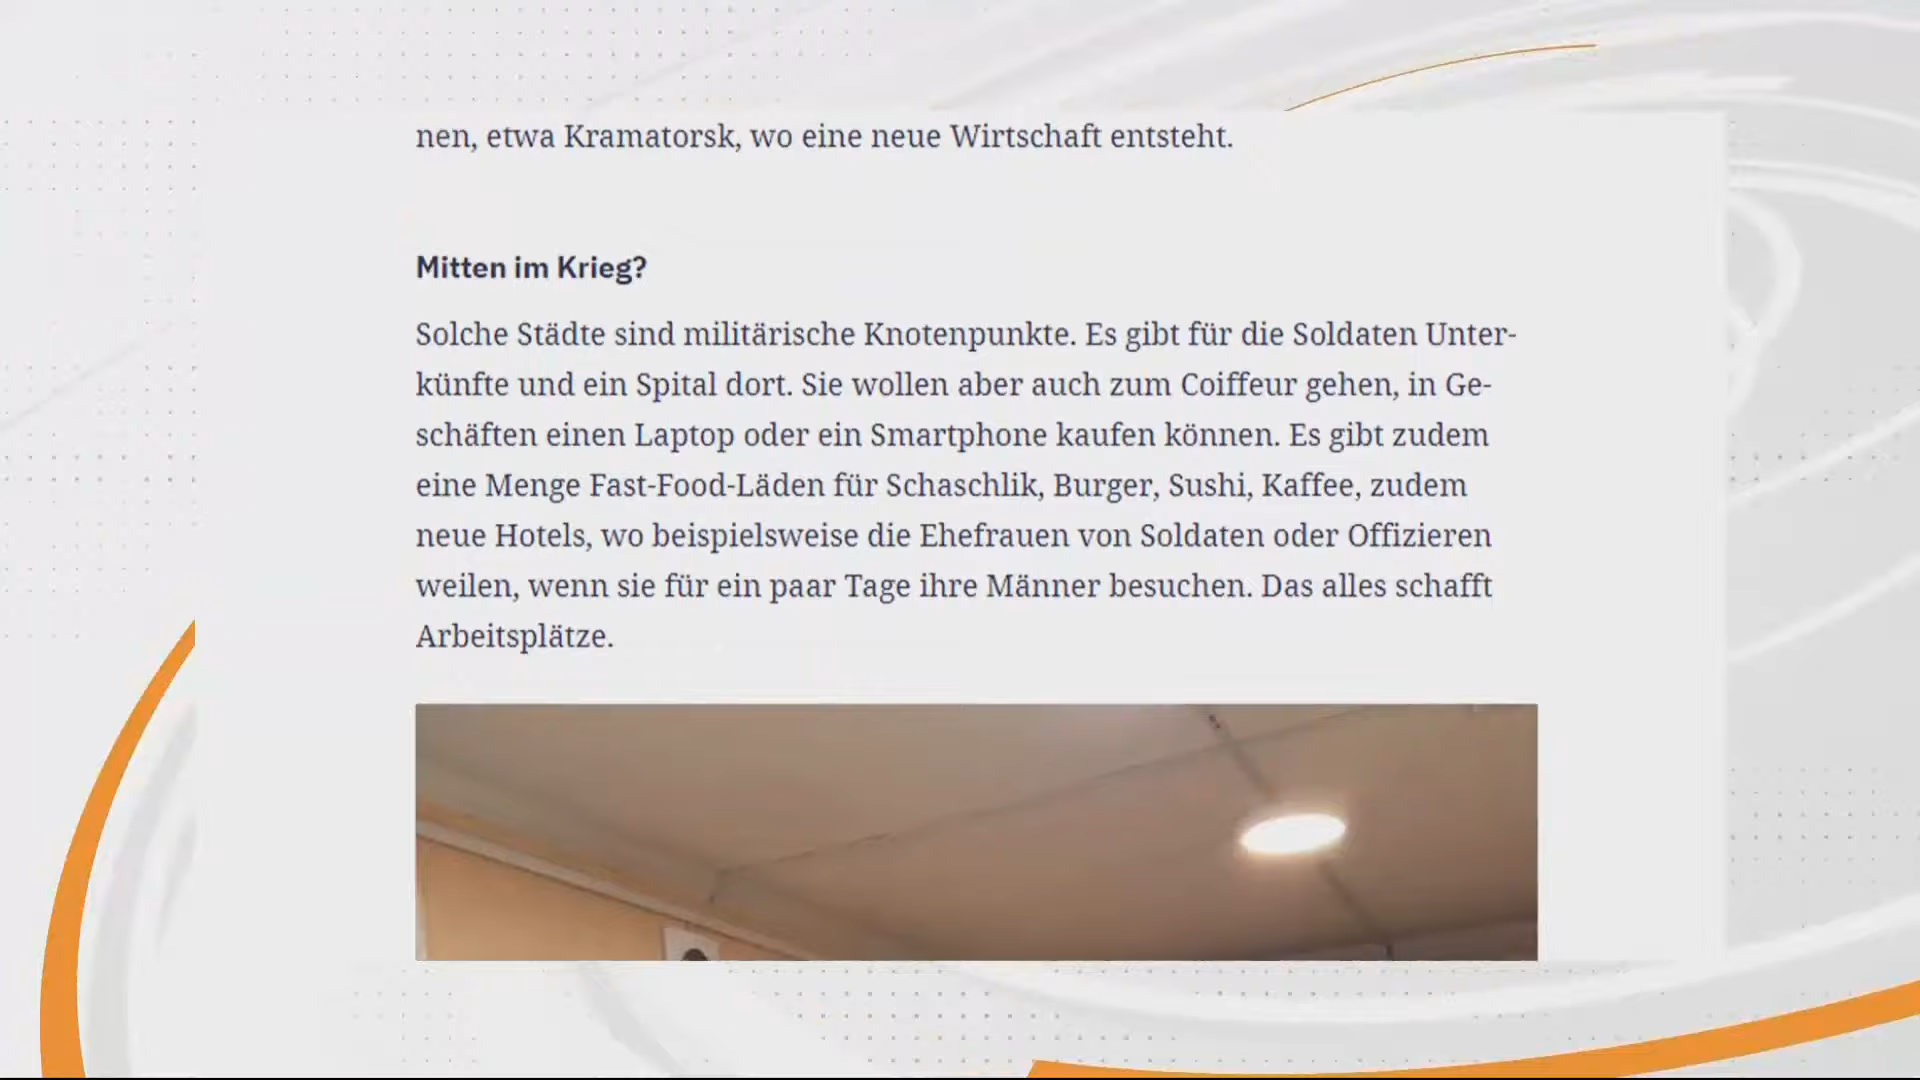 nen, etwa Kramatorsk, wo eine neue Wirtschaft entsteht.
Mitten im Krieg?
Solche Städte sind militärische Knotenpunkte. Es gibt für die Soldaten Unter-
künfte und ein Spital dort. Sie wollen aber auch zum Coiffeur gehen, in Ge-
schäften einen Laptop oder ein Smartphone kaufen können. Es gibt zudem
eine Menge Fast-Food-Läden für Schaschlik, Burger, Sushi, Kaffee, zudem
neue Hotels, wo beispielsweise die Ehefrauen von Soldaten oder Offizieren
weilen, wenn sie für ein paar Tage ihre Männer besuchen. Das alles schafft
Arbeitsplätze.